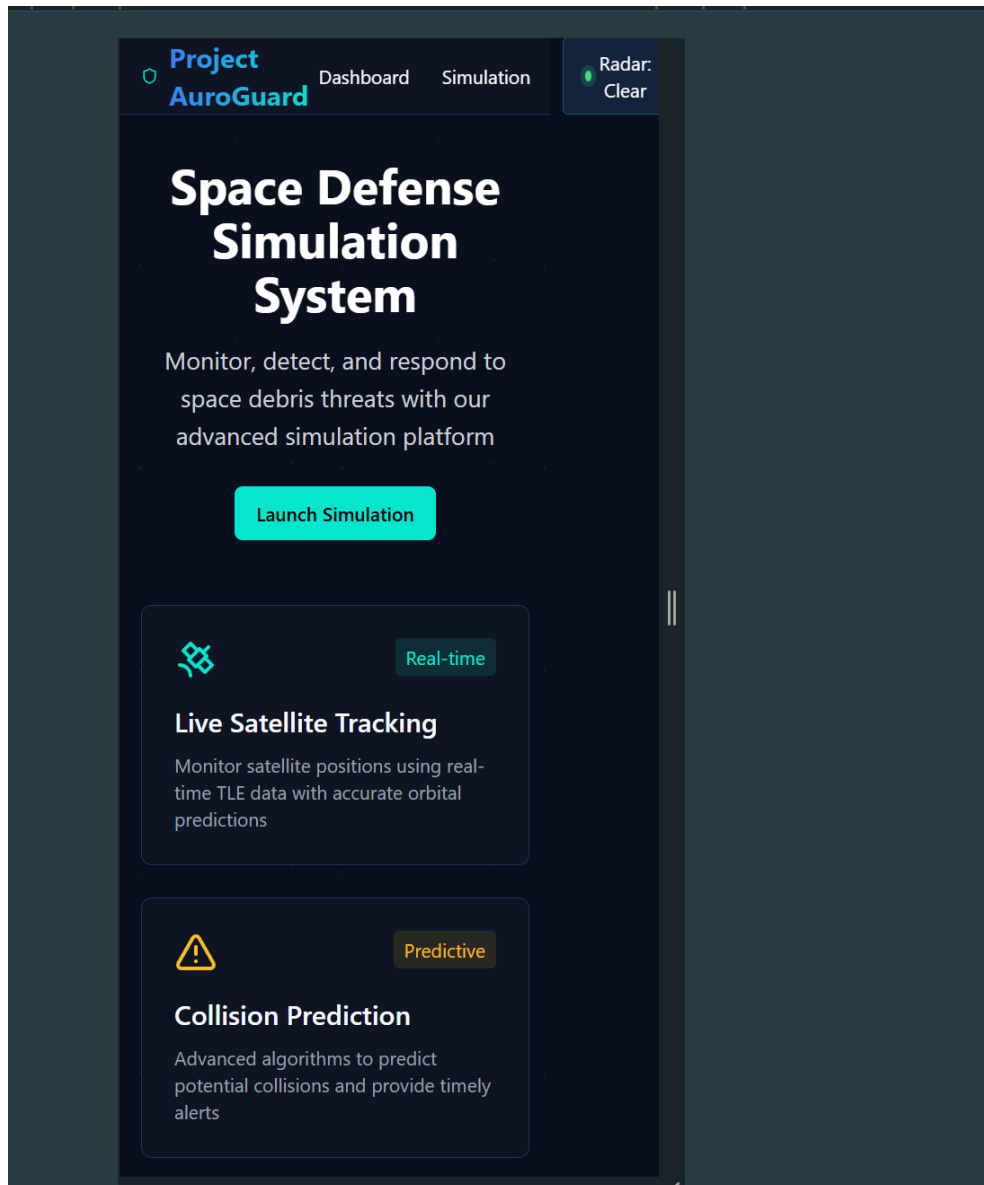 Project
AuroGuard
Dashboard
Simulation
Radar:
Clear
Space Defense
Simulation
System
Monitor, detect, and respond to
space debris threats with our
advanced simulation platform
Launch Simulation
Real-time
Live Satellite Tracking
Monitor satellite positions using real-
time TLE data with accurate orbital
predictions
Predictive
Collision Prediction
Advanced algorithms to predict
potential collisions and provide timely
alerts